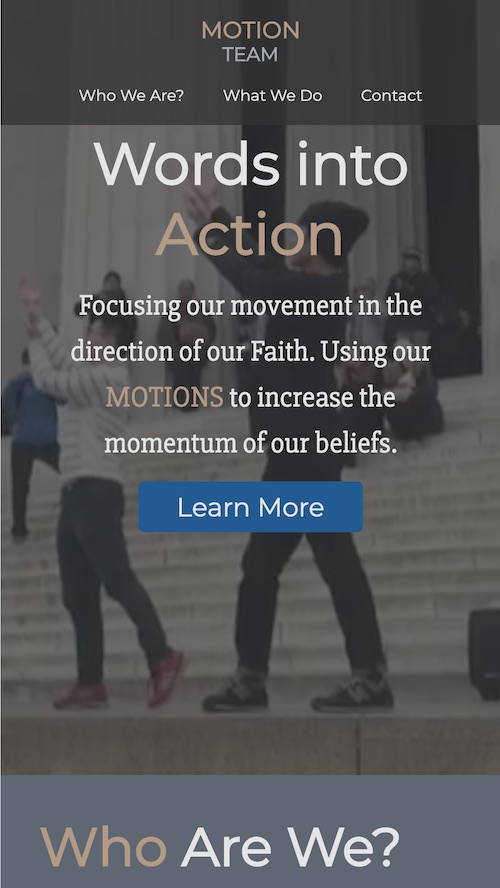 MOTION
TEAM
Who We Are? What We Do Contact
Words into
Action
Focusing our movement in the
direction of our Faith. Using our
MOTIONS to increase the
momentum of our beliefs.
Learn More
Who Are We?